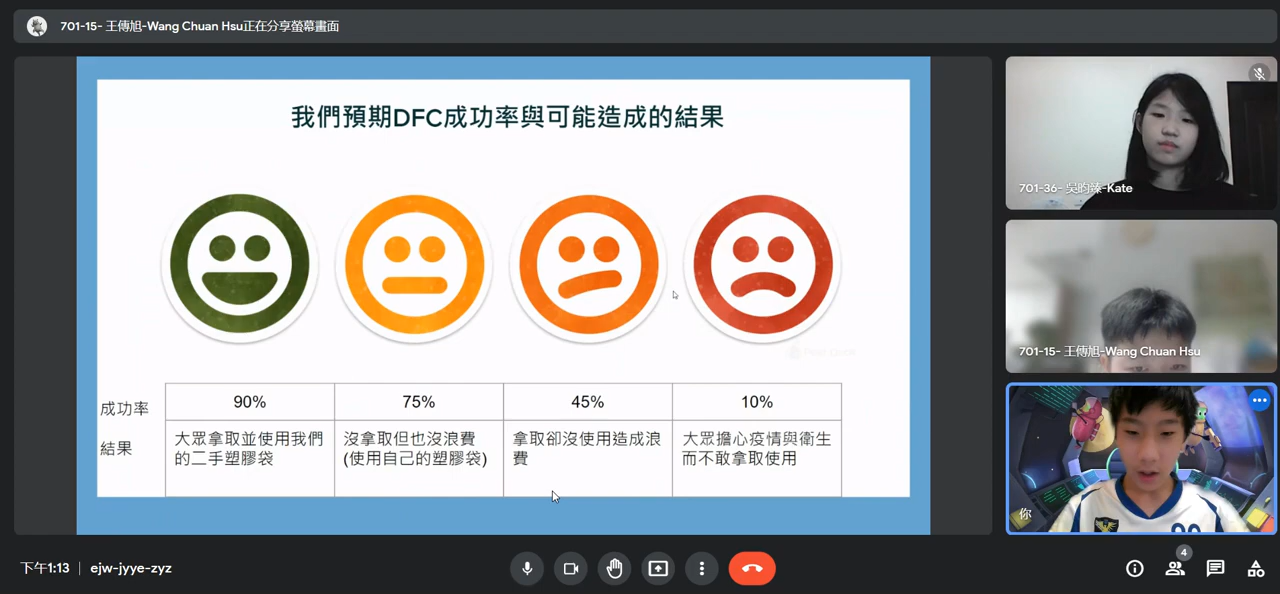 701-15- 王傳旭-Wang Chuan Hsu正在分享螢幕畫面
我們預期DFC成功率與可能造成的結果
成功率
90%
75%
45%
10%
結果
大眾拿取並使用我們
的二手塑膠袋
沒拿取但也沒浪費
(使用自己的塑膠袋)
拿取卻沒使用造成浪
費
大眾擔心疫情與衛生
而不敢拿取使用
701-36- 吳昀臻-Kate
701-15- 王傳旭-Wang Chuan Hsu
你
下午1:13
ejw-jyye-zyz
4